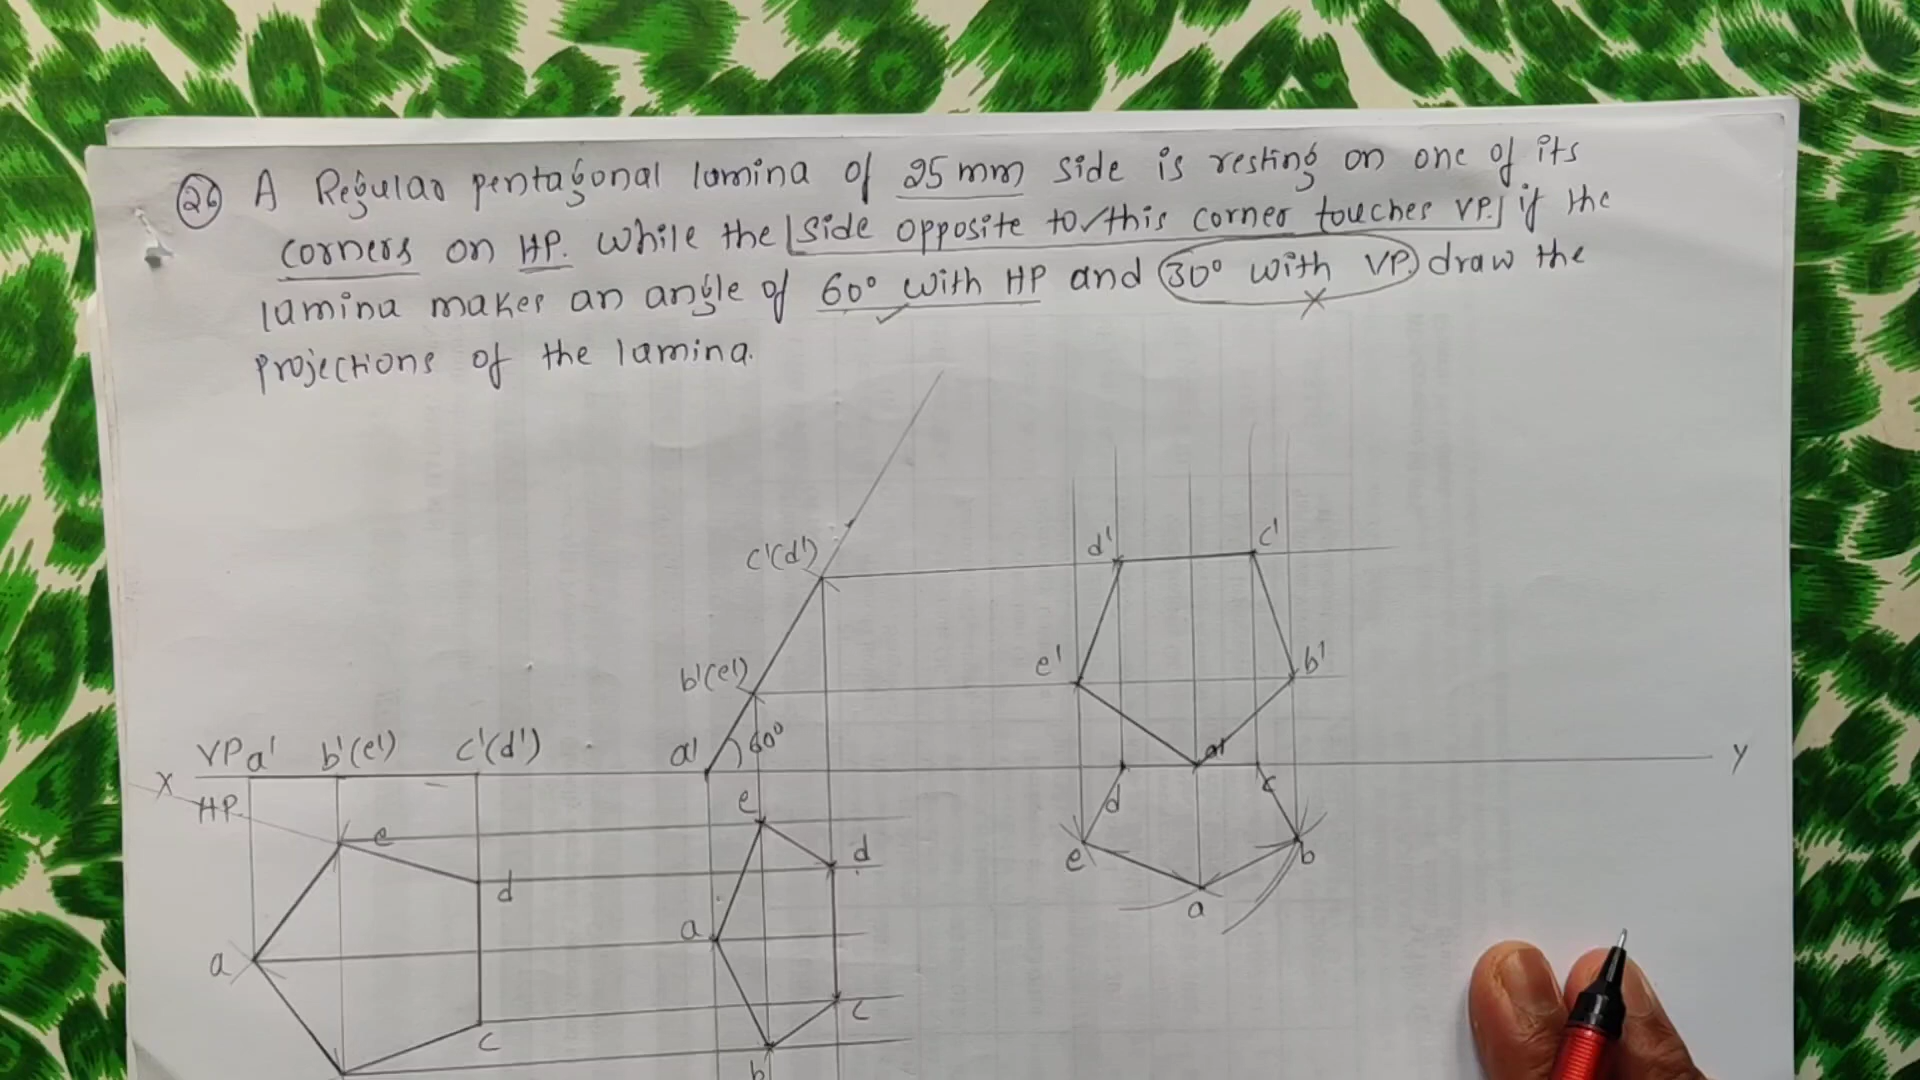 26 A Regular pentagonal lamina of 25 mm side is resting on one of its
corners on HP. While the side opposite to this corner touches VP. if the
lamina makes an angle of 60° with HP and 30° with VP. draw the
projections of the lamina.
c'(d')
d'
c'
b'(e')
e'
b'
VP a' b'(e') c'(d')
a' 60°
a'
X
Y
HP
e
e
d
d
c
d
e
b
a
a
a
c
c
b